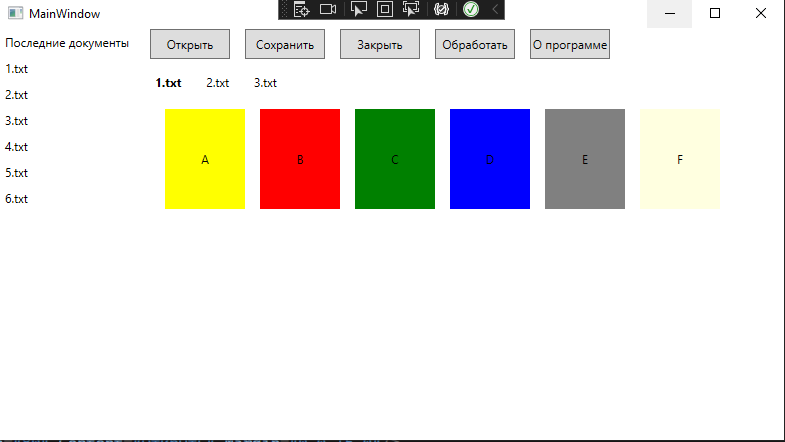 MainWindow
Последние документы
1.txt
2.txt
3.txt
4.txt
5.txt
6.txt
Открыть Сохранить Закрыть Обработать О программе
1.txt 2.txt 3.txt
A B C D E F